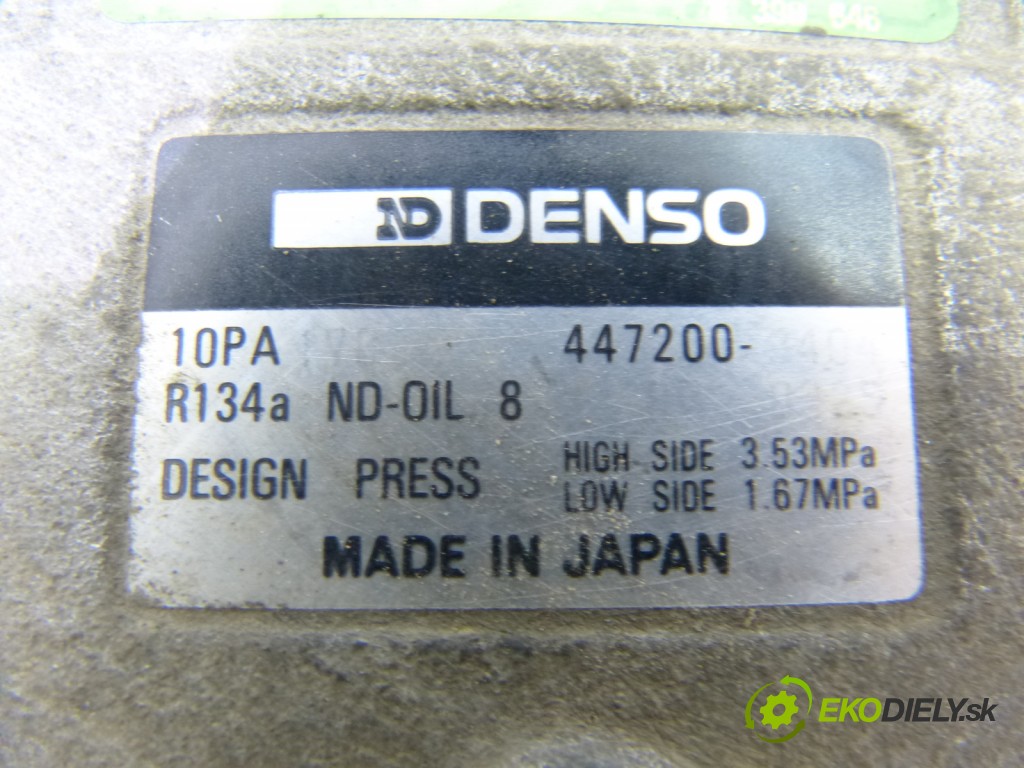 ND DENSO
10PA 447200-
R134a ND-OIL 8
DESIGN PRESS HIGH SIDE 3.53MPa
LOW SIDE 1.67MPa
MADE IN JAPAN
EKODIELY.sk